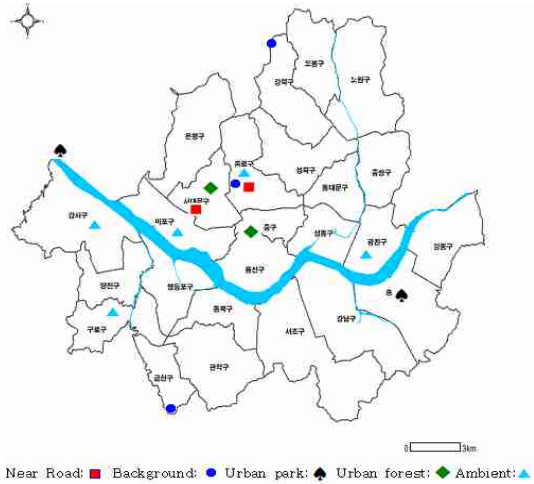 도봉구
노원구
강북구
은평구
종로구
성북구
중랑구
동대문구
서대문구
강서구
마포구
중구
성동구
광진구
강동구
용산구
양천구
영등포구
송
동작구
강남구
구로구
서초구
관악구
금천구
0 3km
Near Road: Background: Urban park: Urban forest: Ambient: